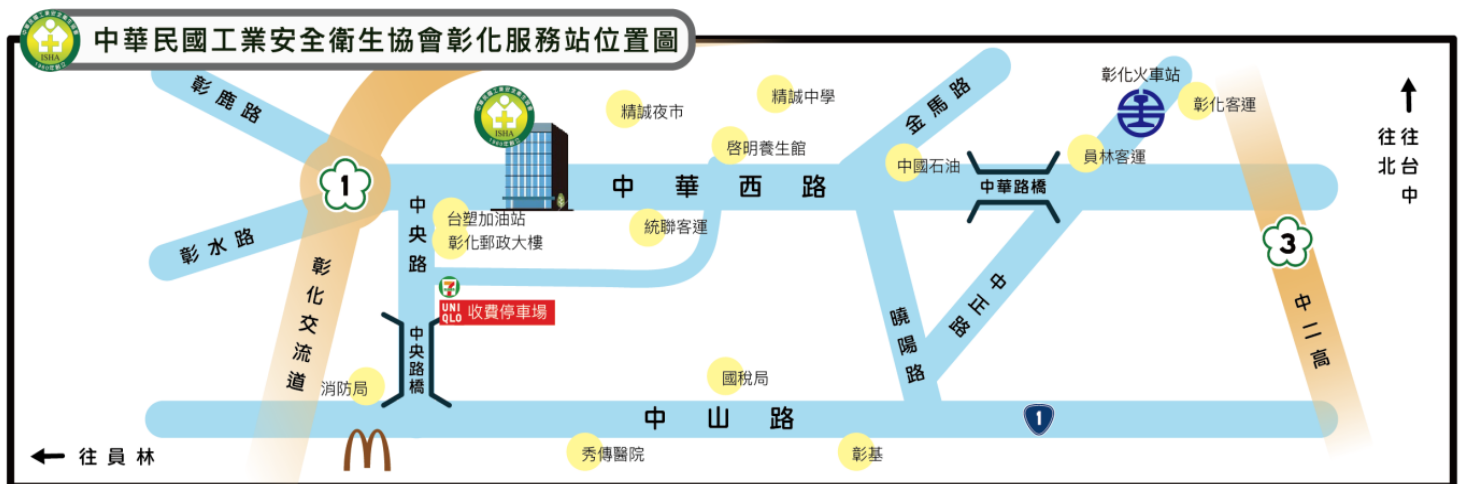 中華民國工業安全衛生協會彰化服務站位置圖
ISHA
彰鹿路
彰水路
1
彰化交流道
ISHA
精誠夜市
精誠中學
啓明養生館
金馬路
中國石油
彰化火車站
彰化客運
員林客運
往北
往台中
中華西路
中華路橋
中央路
台塑加油站
彰化郵政大樓
統聯客運
7
UNI
QLO
收費停車場
中央路橋
曉陽路
中正路
3
中二高
消防局
國稅局
中山路
1
往員林
秀傳醫院
彰基